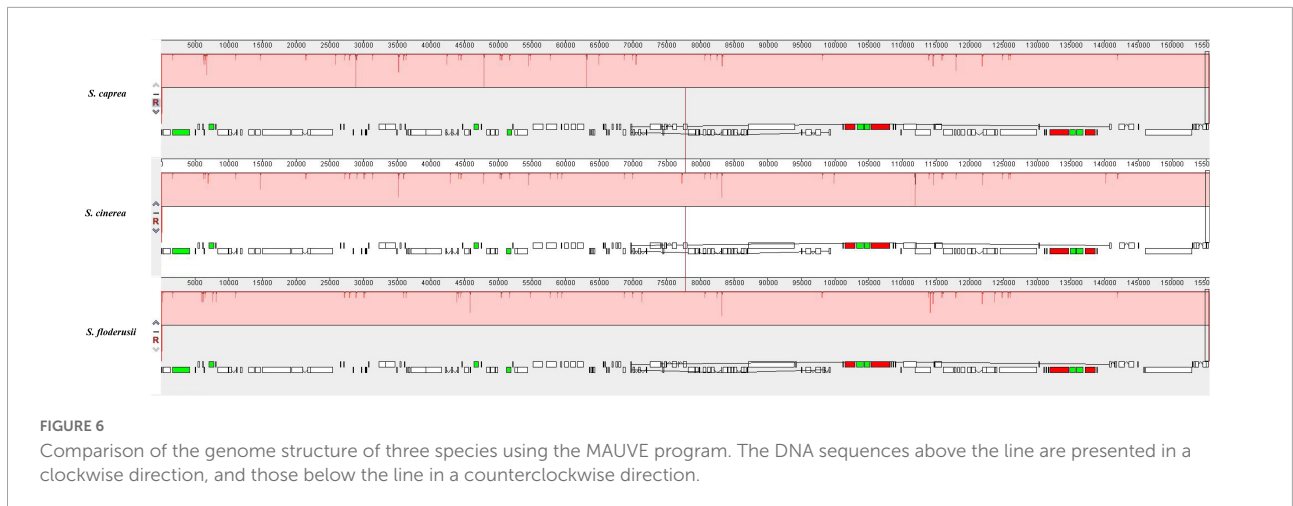 5000 10000 15000 20000 25000 30000 35000 40000 45000 50000 55000 60000 65000 70000 75000 80000 85000 90000 95000 100000 105000 110000 115000 120000 125000 130000 135000 140000 145000 150000 1550
S. caprea
R
5000 10000 15000 20000 25000 30000 35000 40000 45000 50000 55000 60000 65000 70000 75000 80000 85000 90000 95000 100000 105000 110000 115000 120000 125000 130000 135000 140000 145000 150000 1550
S. cinerea
R
5000 10000 15000 20000 25000 30000 35000 40000 45000 50000 55000 60000 65000 70000 75000 80000 85000 90000 95000 100000 105000 110000 115000 120000 125000 130000 135000 140000 145000 150000 1550
S. floderusii
R
FIGURE 6
Comparison of the genome structure of three species using the MAUVE program. The DNA sequences above the line are presented in a
clockwise direction, and those below the line in a counterclockwise direction.